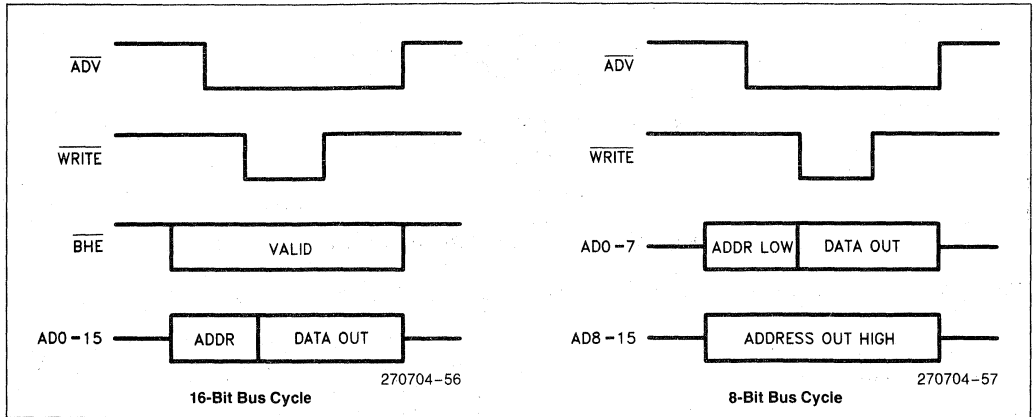 ADV
WRITE
BHE
VALID
AD0-15
ADDR
DATA OUT
270704-56
16-Bit Bus Cycle
ADV
WRITE
AD0-7
ADDR LOW
DATA OUT
AD8-15
ADDRESS OUT HIGH
270704-57
8-Bit Bus Cycle